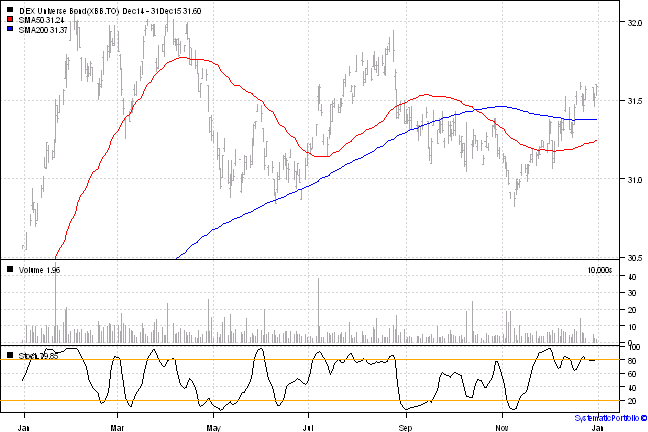 DEX Universe Bond(XBB.TO) Dec14 - 31Dec15 31.60
SMA50 31.24
SMA200 31.37
32.0
31.5
31.0
30.5
Volume 1.96
10,000s
40
30
20
10
0
100
80
60
40
20
Jan
Mar
May
Jul
Sep
Nov
Jan
SystematicPortfolio ©